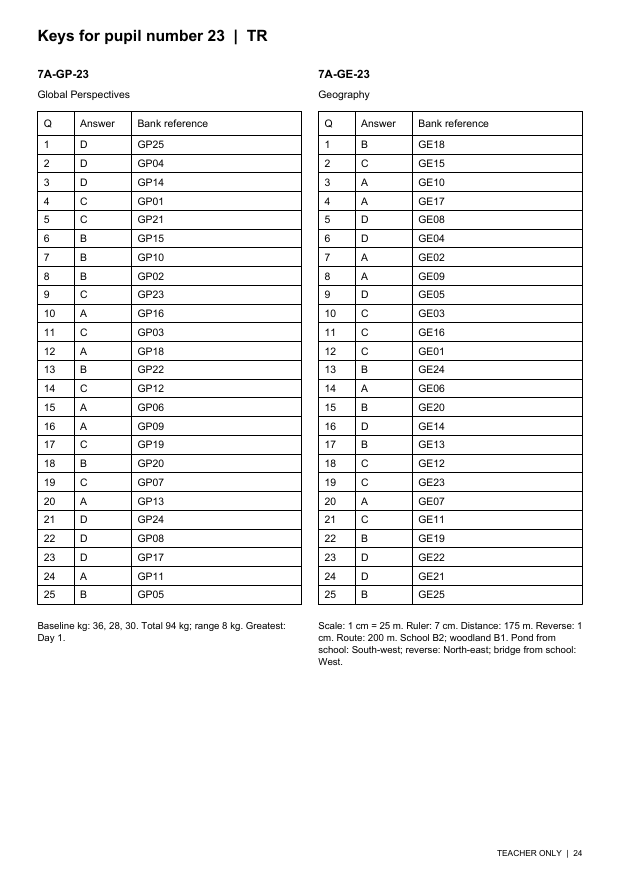 Keys for pupil number 23 | TR
7A-GP-23
Global Perspectives
Q Answer Bank reference
1 D GP25
2 D GP04
3 D GP14
4 C GP01
5 C GP21
6 B GP15
7 B GP10
8 B GP02
9 C GP23
10 A GP16
11 C GP03
12 A GP18
13 B GP22
14 C GP12
15 A GP06
16 A GP09
17 C GP19
18 B GP20
19 C GP07
20 A GP13
21 D GP24
22 D GP08
23 D GP17
24 A GP11
25 B GP05
Baseline kg: 36, 28, 30. Total 94 kg; range 8 kg. Greatest:
Day 1.
7A-GE-23
Geography
Q Answer Bank reference
1 B GE18
2 C GE15
3 A GE10
4 A GE17
5 D GE08
6 D GE04
7 A GE02
8 A GE09
9 D GE05
10 C GE03
11 C GE16
12 C GE01
13 B GE24
14 A GE06
15 B GE20
16 D GE14
17 B GE13
18 C GE12
19 C GE23
20 A GE07
21 C GE11
22 B GE19
23 D GE22
24 D GE21
25 B GE25
Scale: 1 cm = 25 m. Ruler: 7 cm. Distance: 175 m. Reverse: 1
cm. Route: 200 m. School B2; woodland B1. Pond from
school: South-west; reverse: North-east; bridge from school:
West.
TEACHER ONLY | 24